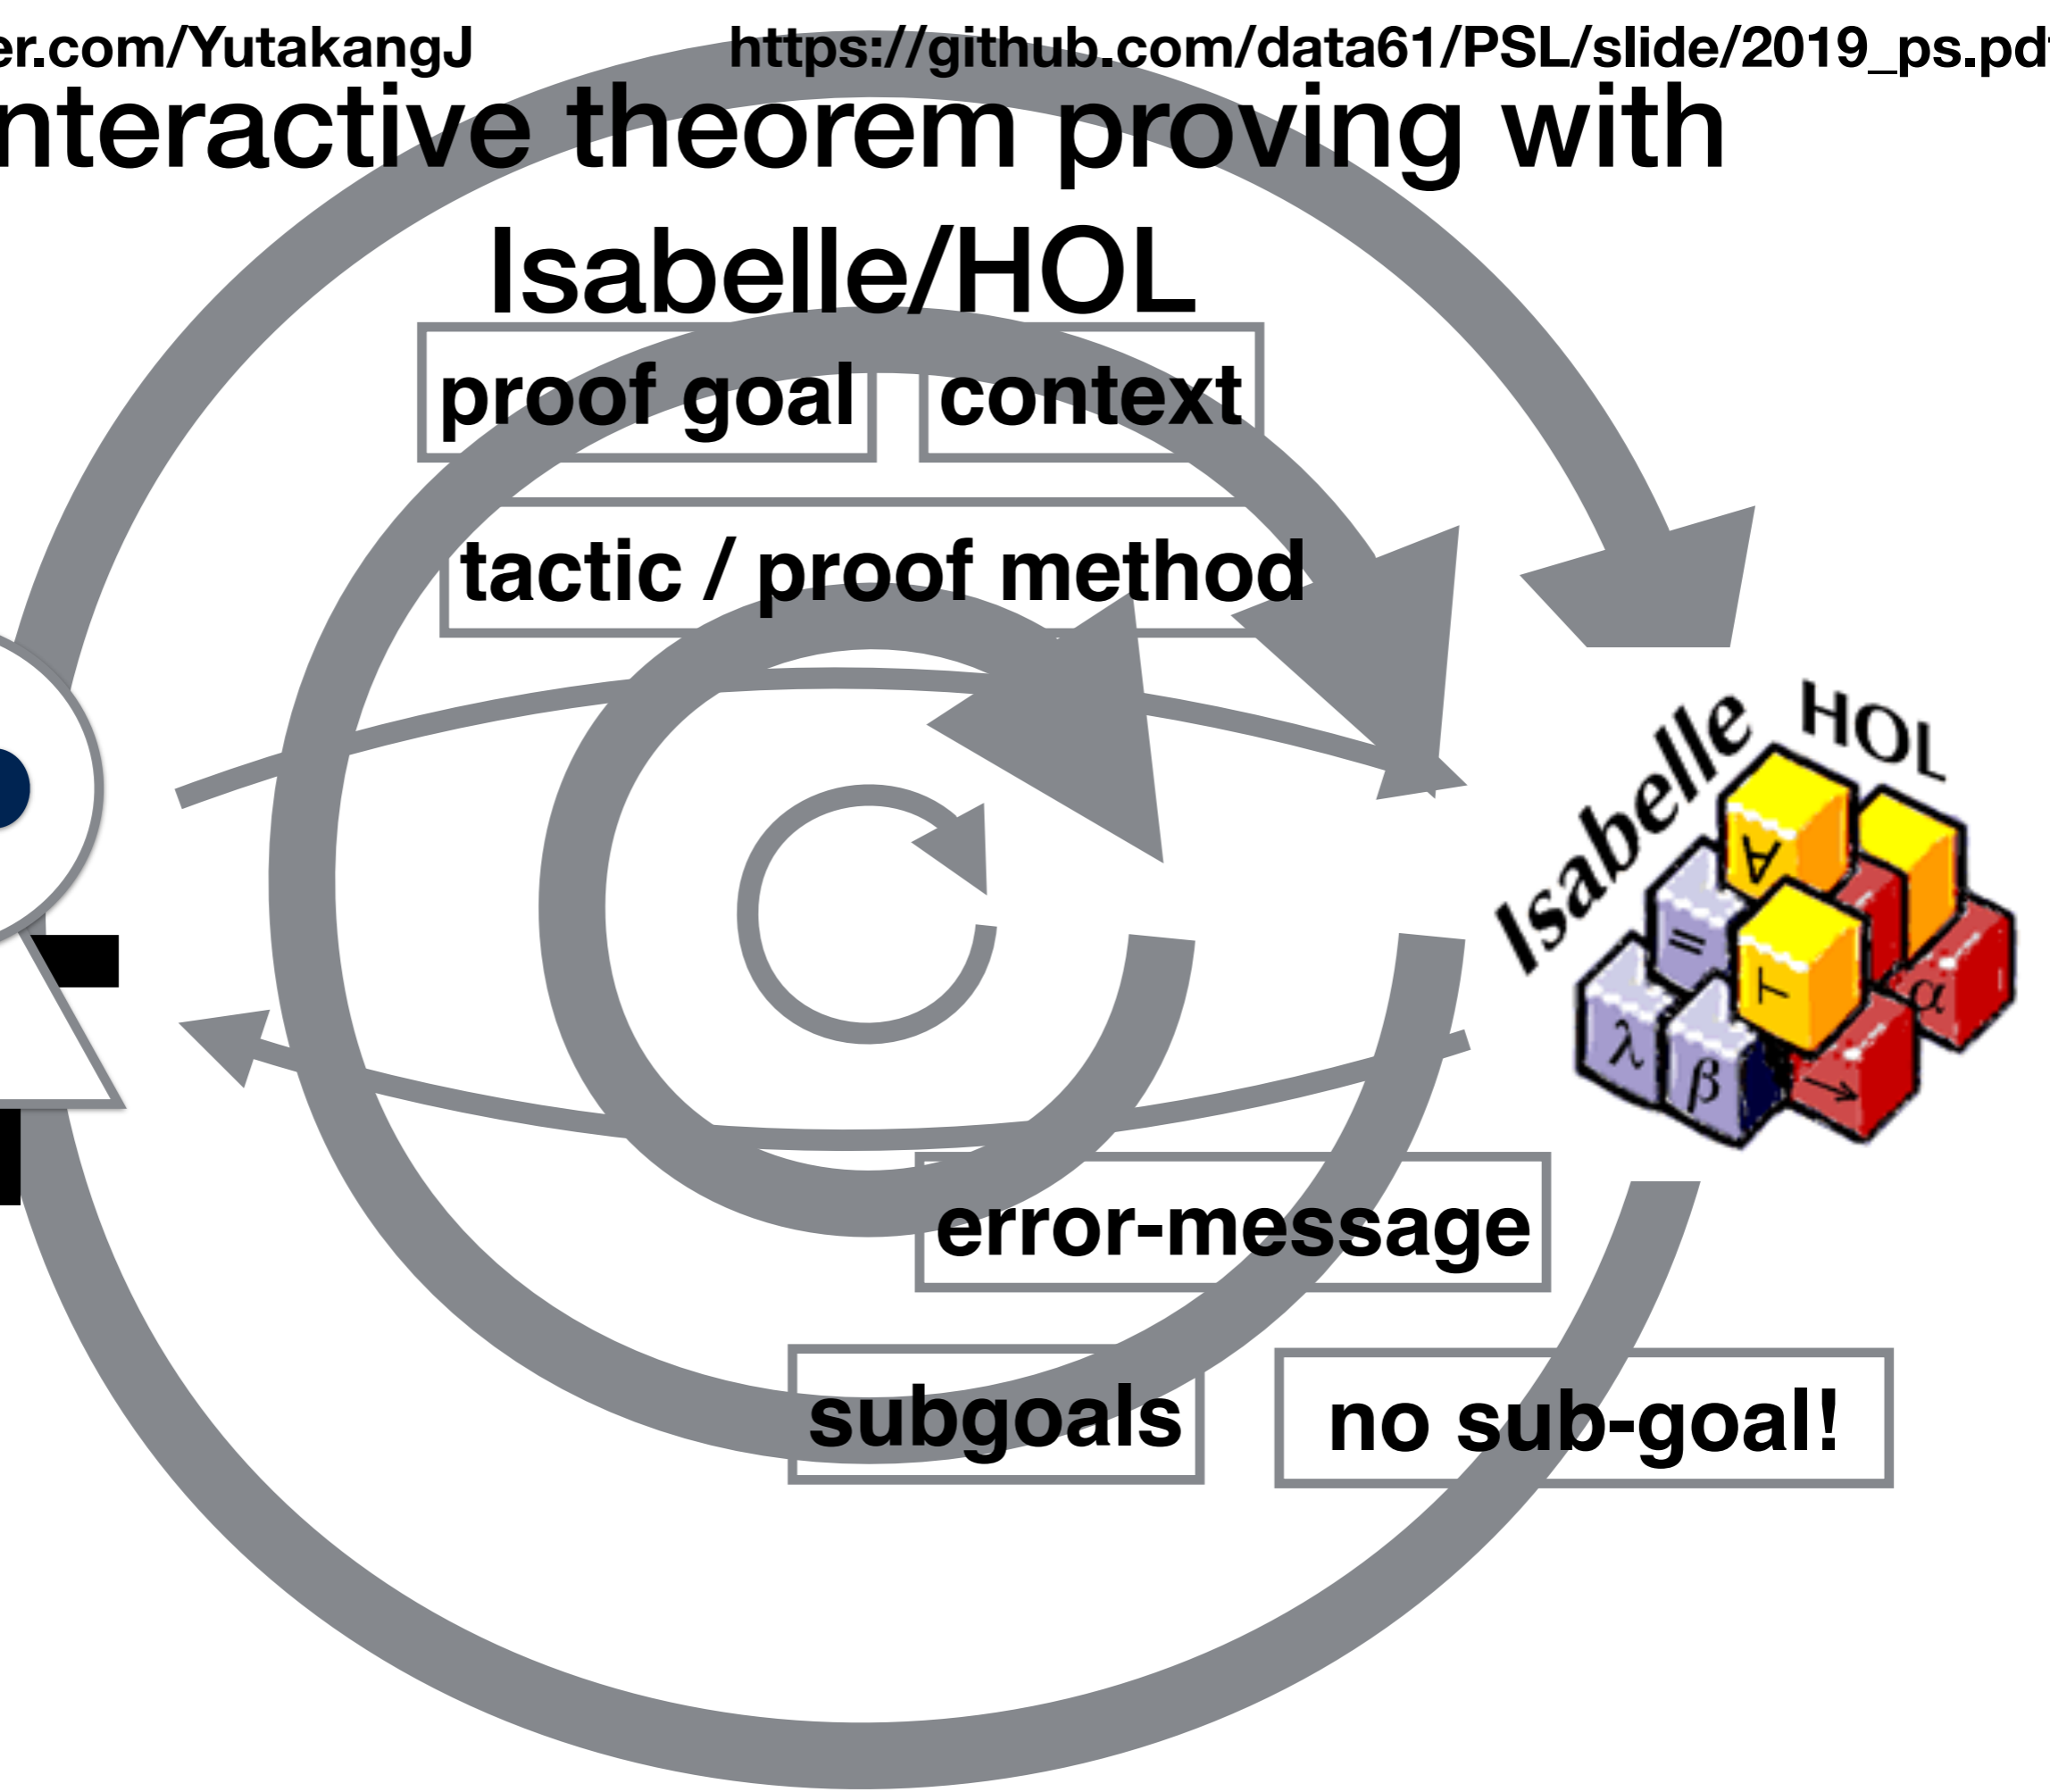 er.com/YutakangJ
https://github.com/data61/PSL/slide/2019_ps.pdf
nteractive theorem proving with
Isabelle/HOL
proof goal
context
tactic / proof method
Isabelle HOL
∀
=
⊢
α
λ
β
→
error-message
subgoals
no sub-goal!